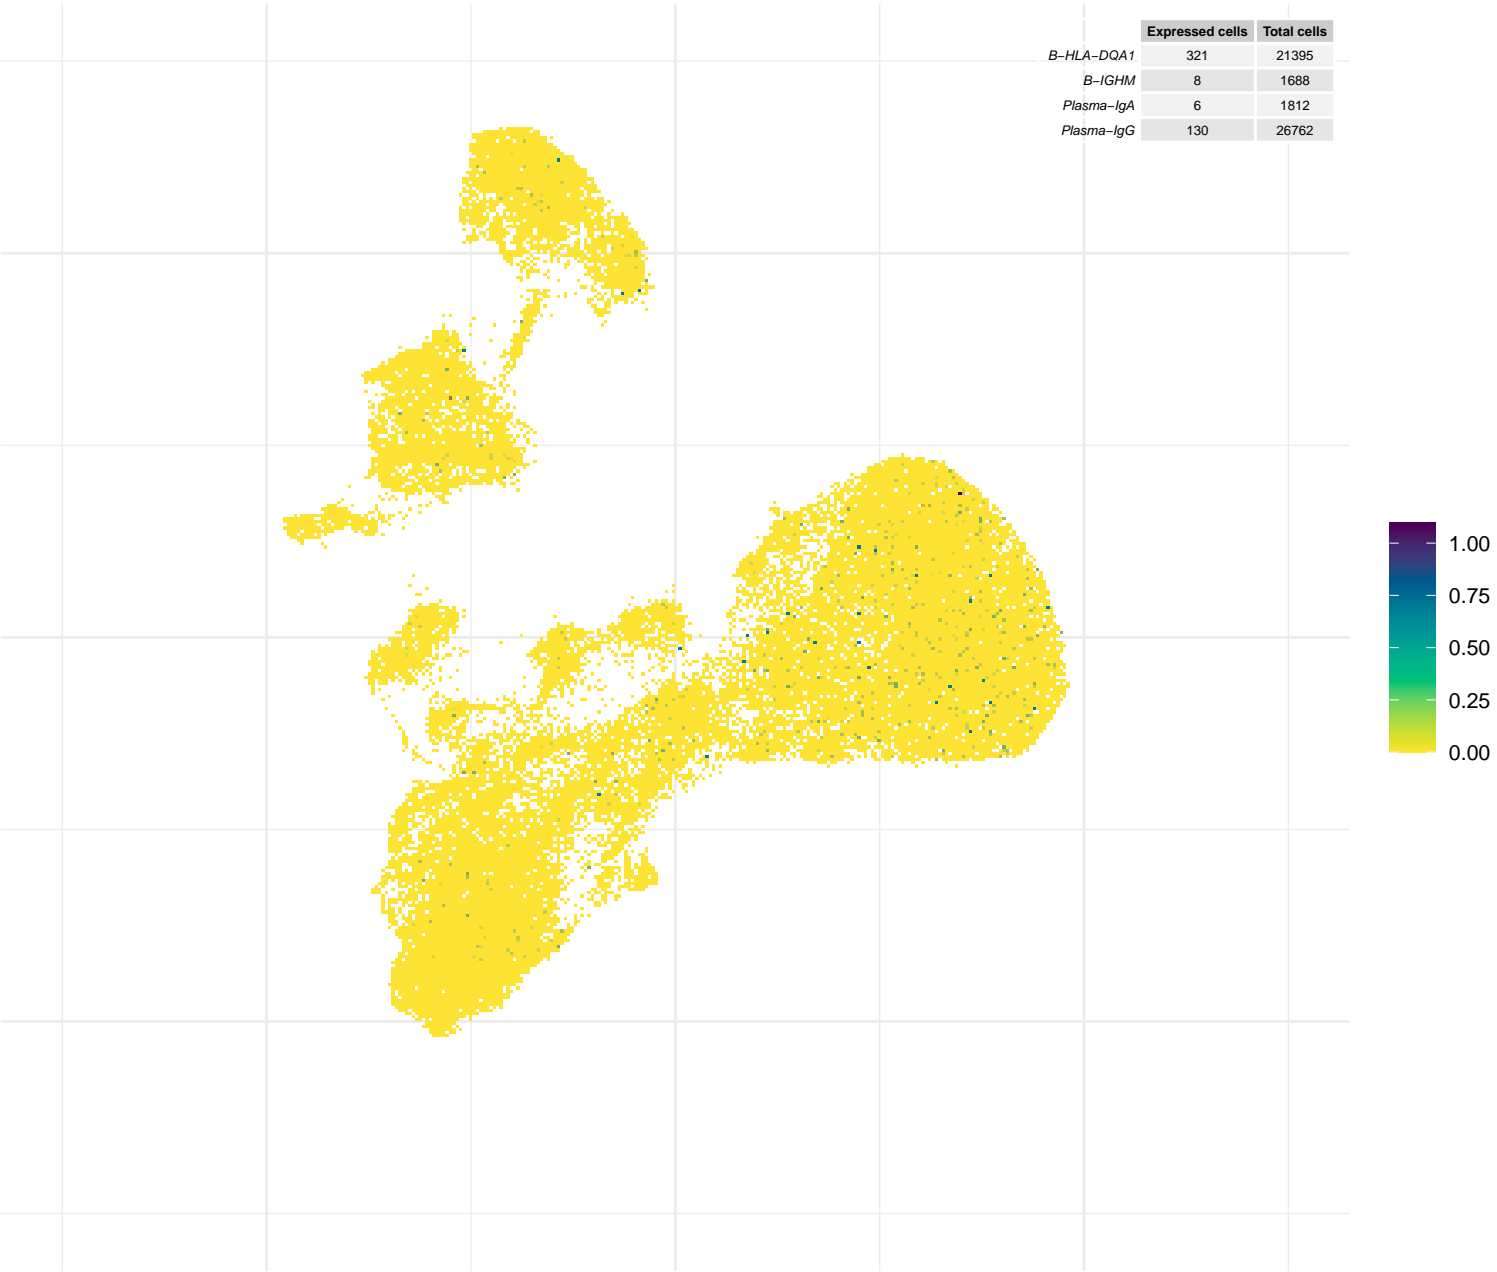 Expressed cells Total cells
B−HLA−DQA1 321 21395
B−IGHM 8 1688
Plasma−IgA 6 1812
Plasma−IgG 130 26762
1.00
0.75
0.50
0.25
0.00